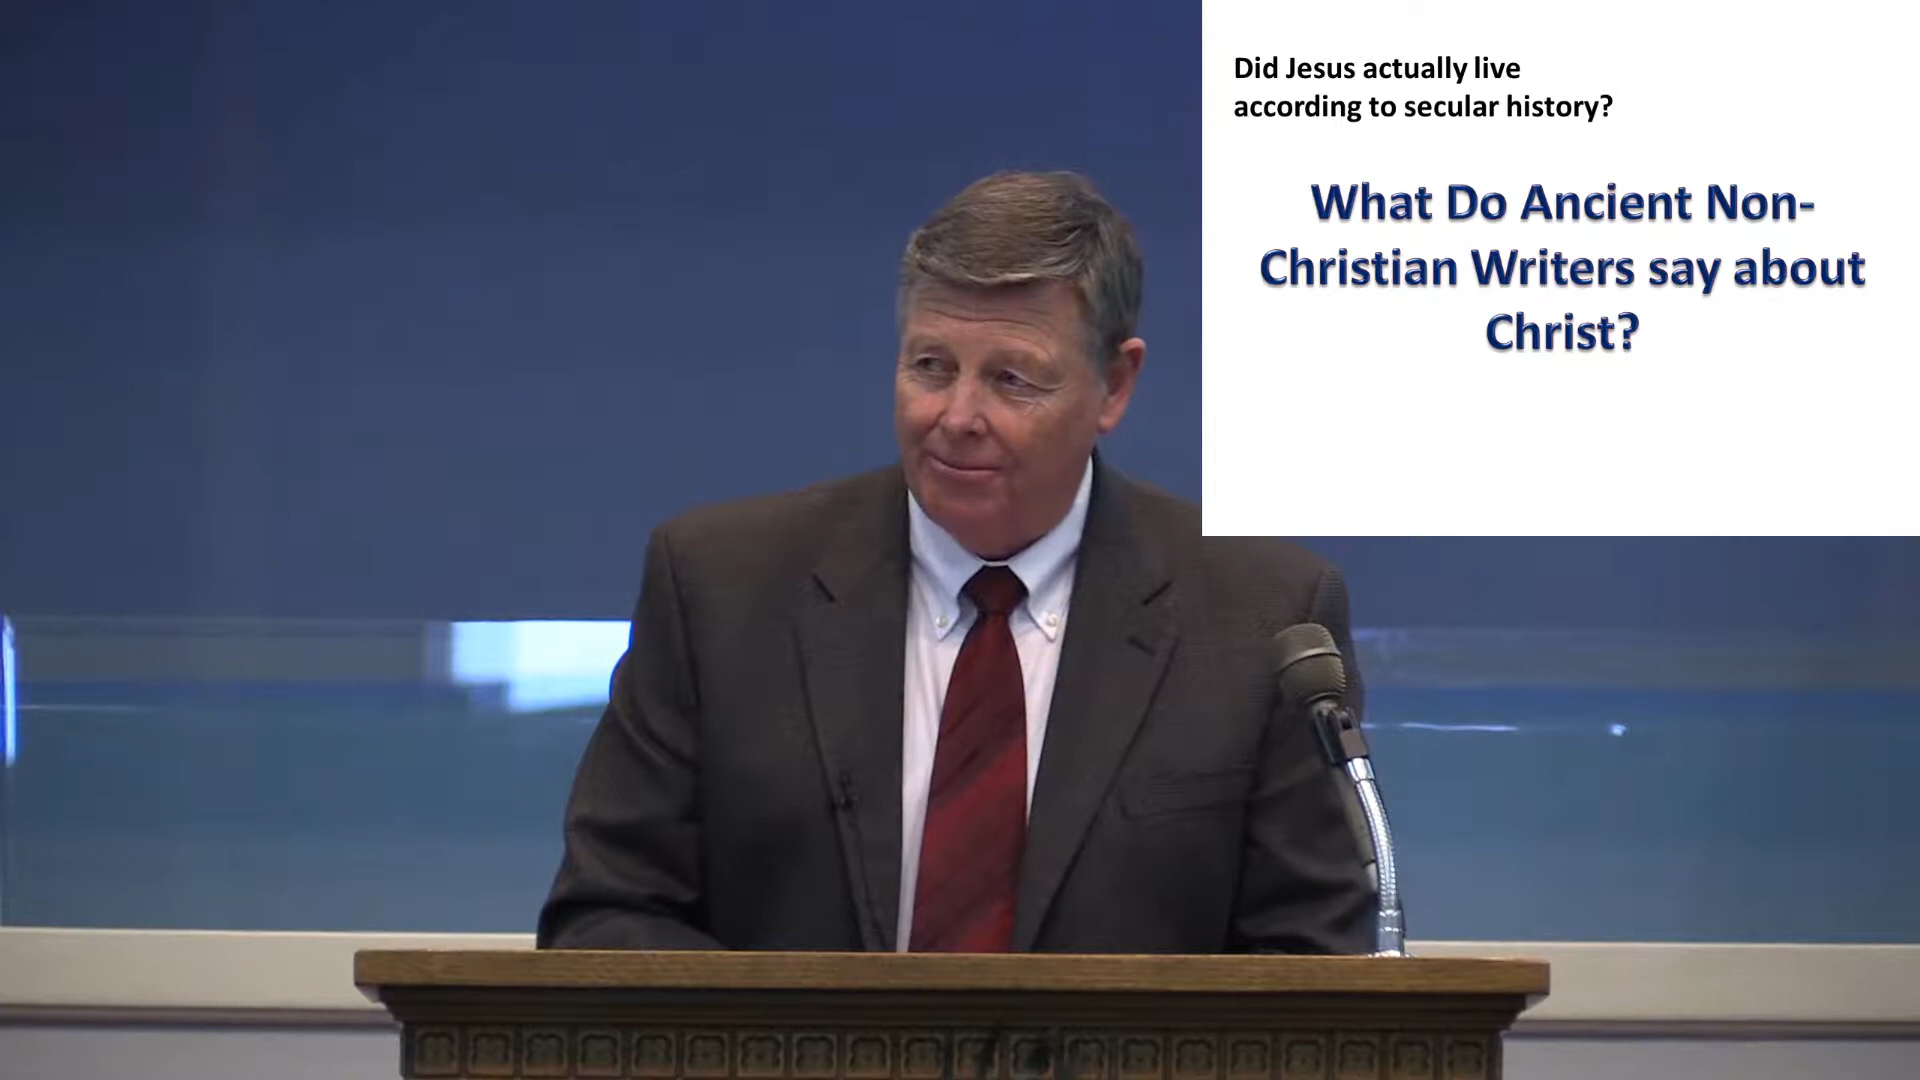 Did Jesus actually live
according to secular history?
What Do Ancient Non-
Christian Writers say about
Christ?